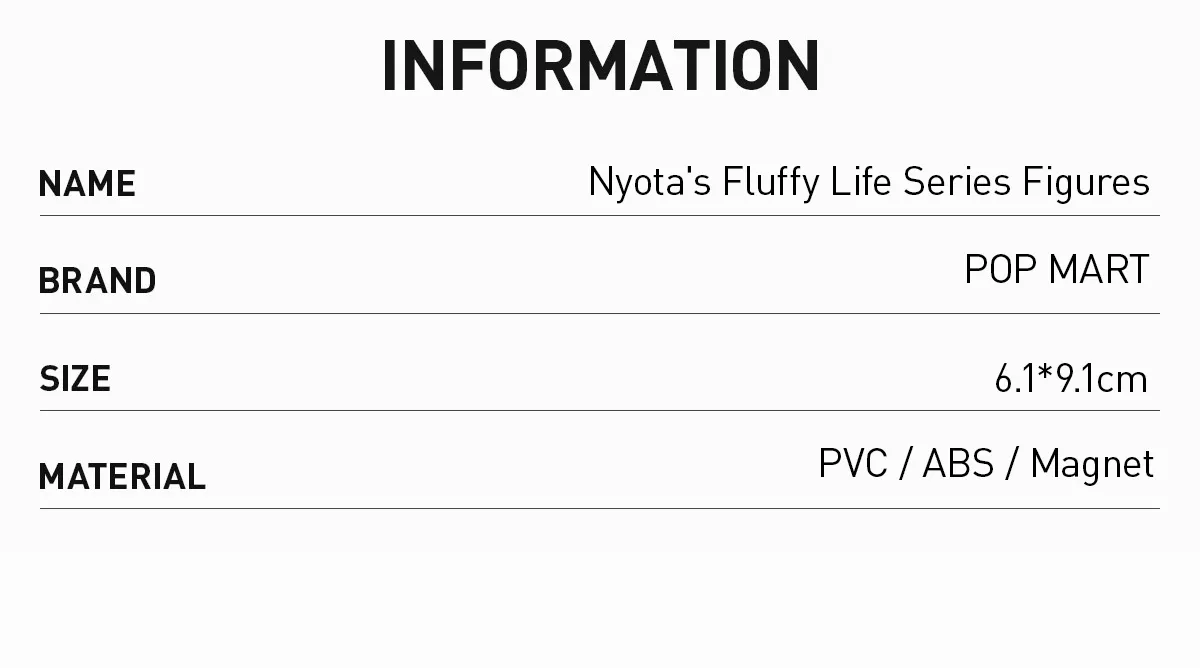 INFORMATION
NAME Nyota's Fluffy Life Series Figures
BRAND POP MART
SIZE 6.1*9.1cm
MATERIAL PVC / ABS / Magnet